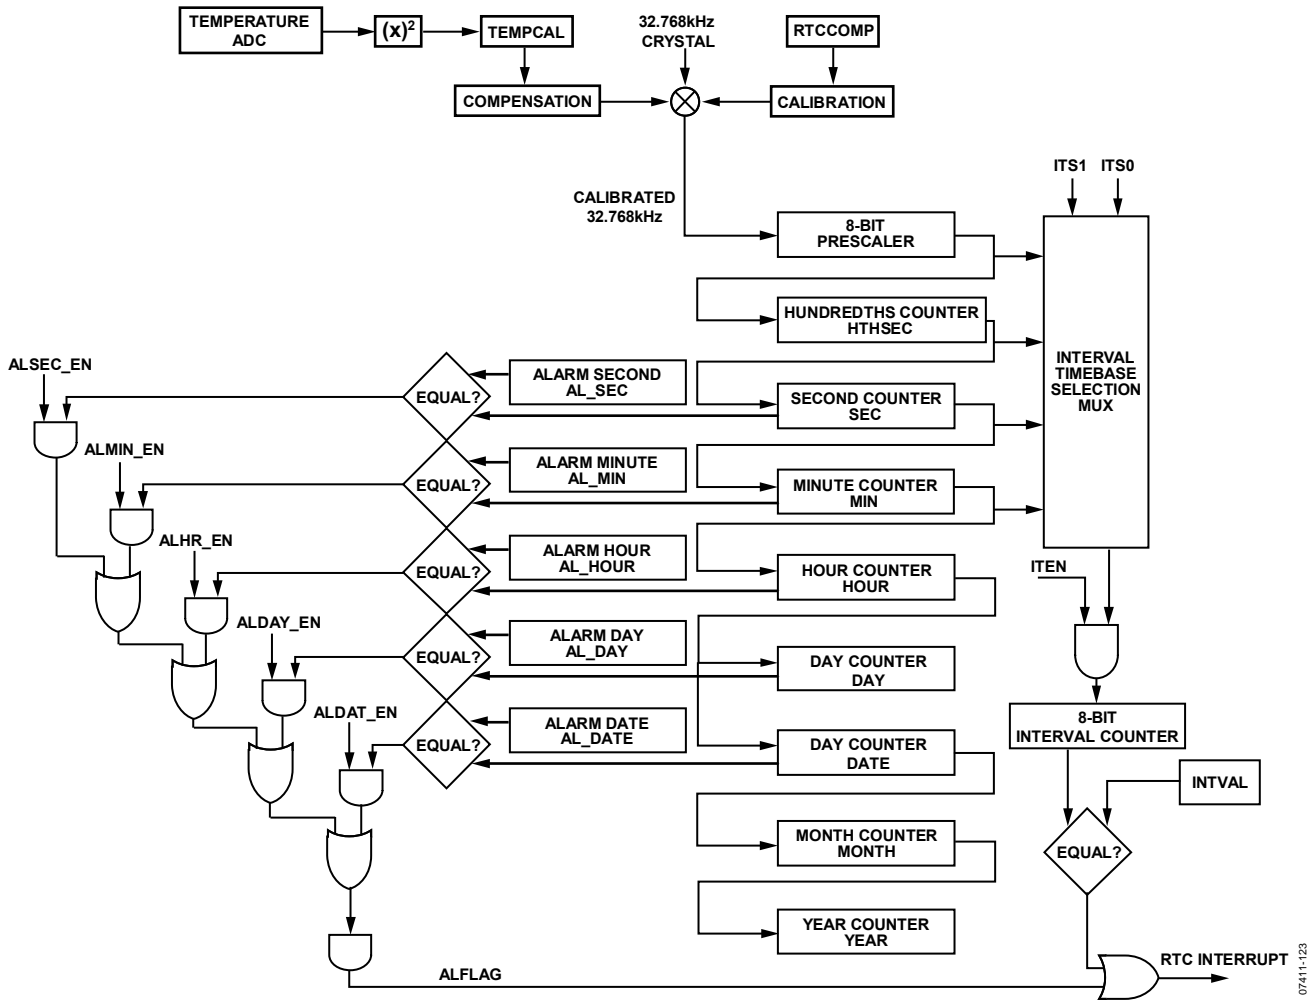 TEMPERATURE
ADC
(x)²
TEMPCAL
32.768kHz
CRYSTAL
RTCCOMP
COMPENSATION
CALIBRATION
CALIBRATED
32.768kHz
ITS1
ITS0
8-BIT
PRESCALER
HUNDREDTHS COUNTER
HTHSEC
INTERVAL
TIMEBASE
SELECTION
MUX
ALSEC_EN
EQUAL?
ALARM SECOND
AL_SEC
SECOND COUNTER
SEC
ALMIN_EN
EQUAL?
ALARM MINUTE
AL_MIN
MINUTE COUNTER
MIN
ALHR_EN
EQUAL?
ALARM HOUR
AL_HOUR
HOUR COUNTER
HOUR
ITEN
ALDAY_EN
EQUAL?
ALARM DAY
AL_DAY
DAY COUNTER
DAY
ALDAT_EN
EQUAL?
ALARM DATE
AL_DATE
DAY COUNTER
DATE
8-BIT
INTERVAL COUNTER
INTVAL
MONTH COUNTER
MONTH
EQUAL?
YEAR COUNTER
YEAR
ALFLAG
RTC INTERRUPT
07411-123